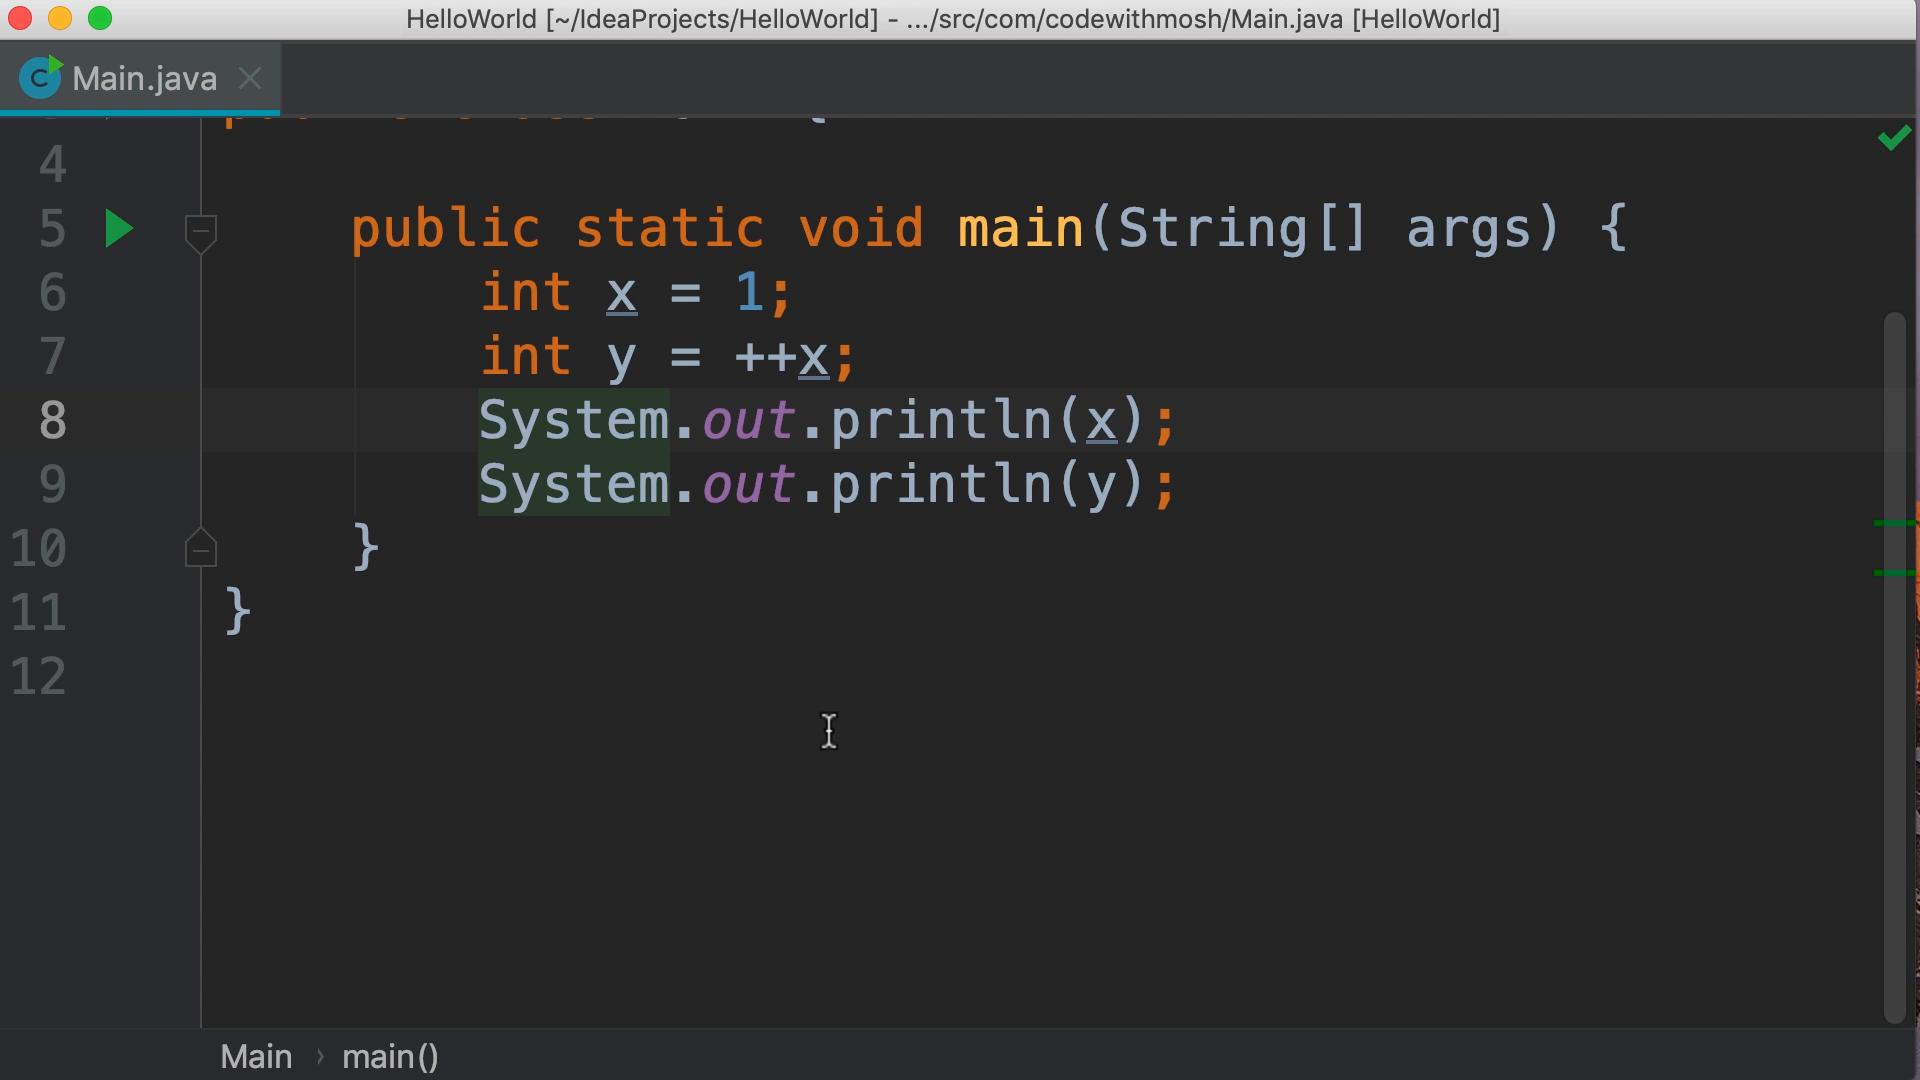 HelloWorld [~/IdeaProjects/HelloWorld] - .../src/com/codewithmosh/Main.java [HelloWorld]
Main.java
4
5 public static void main(String[] args) {
6 int x = 1;
7 int y = ++x;
8 System.out.println(x);
9 System.out.println(y);
10 }
11 }
12
Main › main()